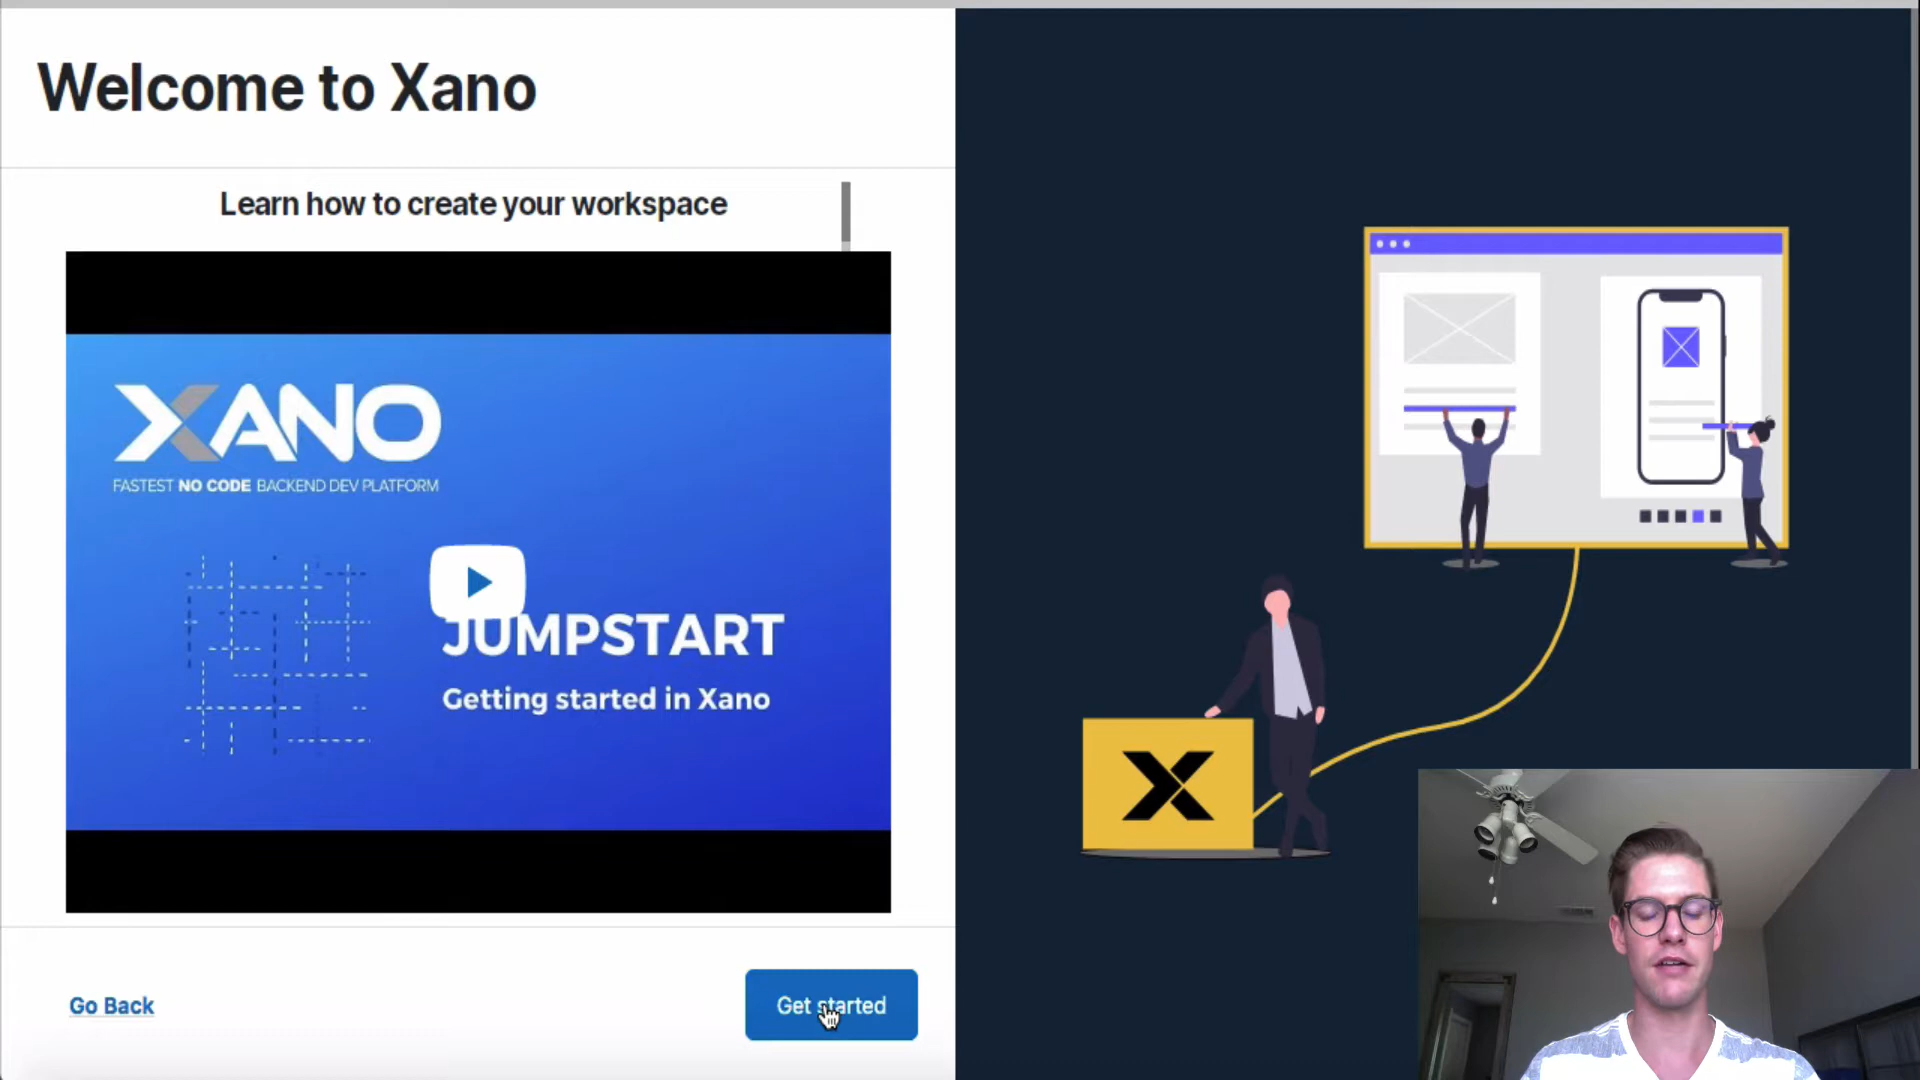 Welcome to Xano
Learn how to create your workspace
XANO
FASTEST NO CODE BACKEND DEV PLATFORM
JUMPSTART
Getting started in Xano
X
Go Back
Get started